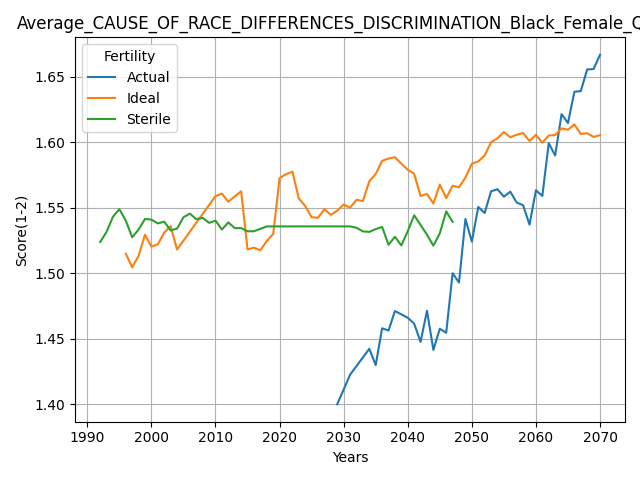 Average_CAUSE_OF_RACE_DIFFERENCES_DISCRIMINATION_Black_Female_Q
Fertility
Actual
Ideal
Sterile
Score(1-2)
1.65
1.60
1.55
1.50
1.45
1.40
1990 2000 2010 2020 2030 2040 2050 2060 2070
Years